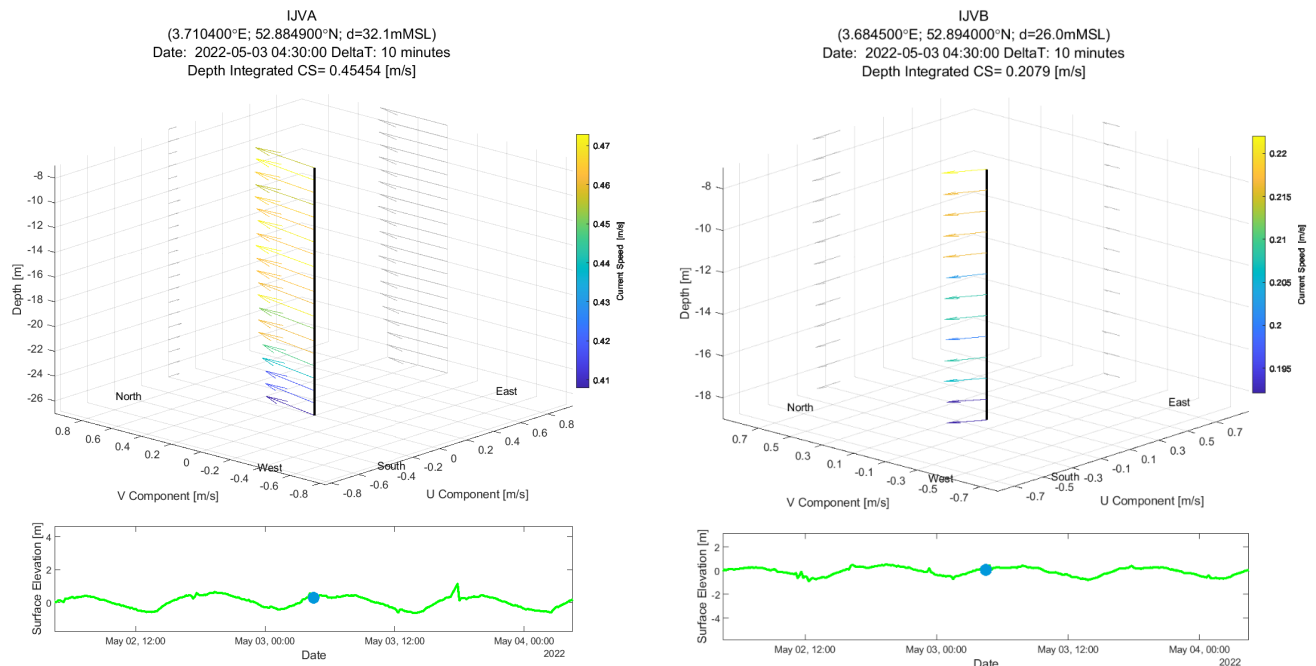 IJVA
(3.710400°E; 52.884900°N; d=32.1mMSL)
Date:  2022-05-03 04:30:00 DeltaT: 10 minutes
Depth Integrated CS= 0.45454 [m/s]
-8
-10
-12
-14
-16
-18
-20
-22
-24
-26
Depth [m]
North
East
South
West
0.8
0.6
0.4
0.2
0
-0.2
-0.4
-0.6
-0.8
V Component [m/s]
-0.8
-0.6
-0.4
-0.2
0
0.2
0.4
0.6
0.8
U Component [m/s]
0.47
0.46
0.45
0.44
0.43
0.42
0.41
Current Speed [m/s]
4
2
0
Surface Elevation [m]
May 02, 12:00
May 03, 00:00
May 03, 12:00
May 04, 00:00
2022
Date
IJVB
(3.684500°E; 52.894000°N; d=26.0mMSL)
Date:  2022-05-03 04:30:00 DeltaT: 10 minutes
Depth Integrated CS= 0.2079 [m/s]
-8
-10
-12
-14
-16
-18
Depth [m]
North
East
South
West
0.7
0.5
0.3
0.1
-0.1
-0.3
-0.5
-0.7
V Component [m/s]
-0.7
-0.5
-0.3
-0.1
0.1
0.3
0.5
0.7
U Component [m/s]
0.22
0.215
0.21
0.205
0.2
0.195
Current Speed [m/s]
2
0
-2
-4
Surface Elevation [m]
May 02, 12:00
May 03, 00:00
May 03, 12:00
May 04, 00:00
2022
Date